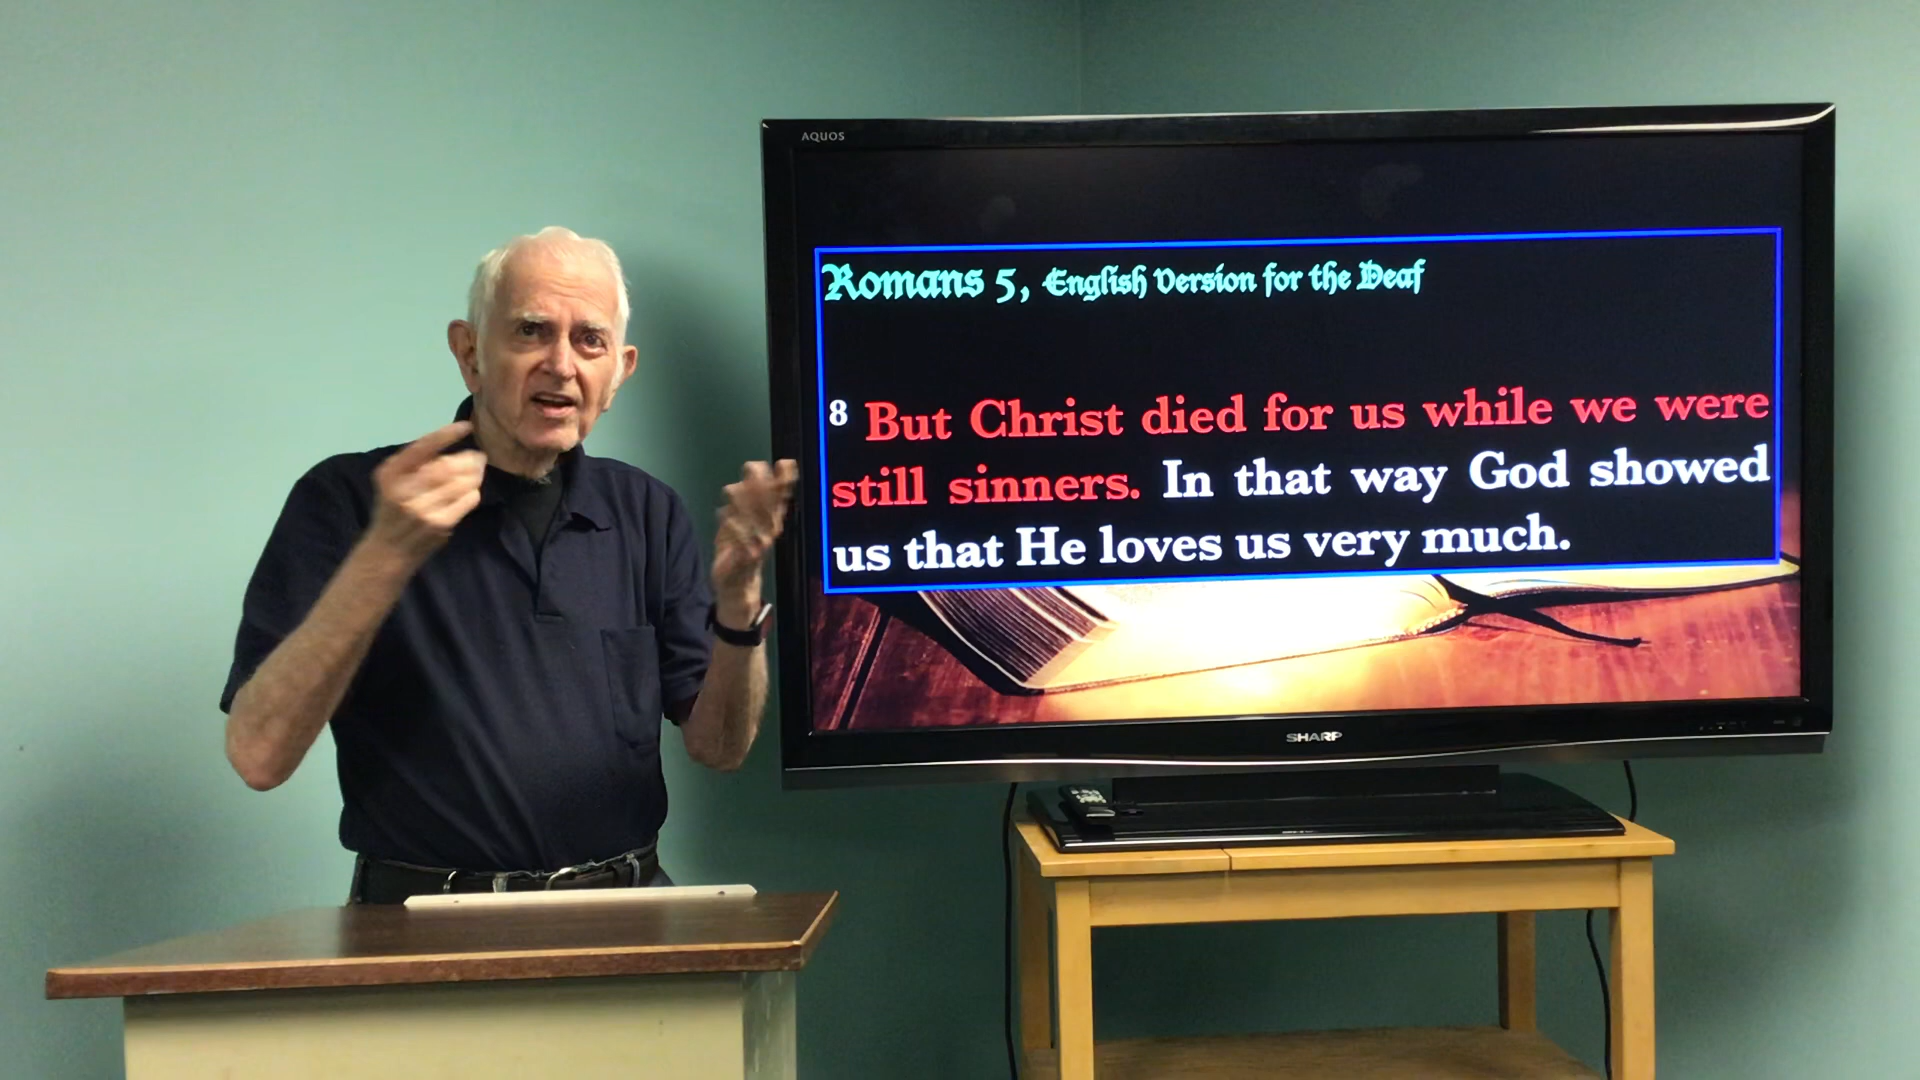 AQUOS
Romans 5, English Version for the Deaf
8 But Christ died for us while we were
still sinners. In that way God showed
us that He loves us very much.
SHARP